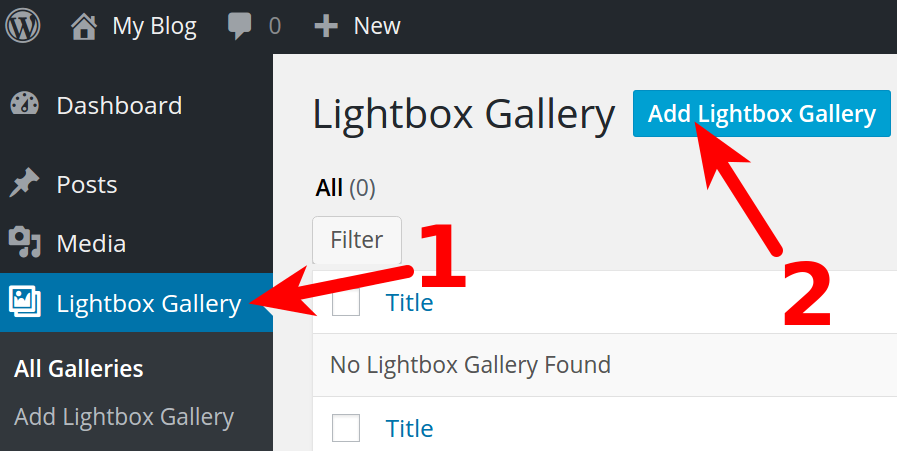 My Blog 0 New
Dashboard
Posts
Media
Lightbox Gallery
All Galleries
Add Lightbox Gallery
Lightbox Gallery Add Lightbox Gallery
All (0)
Filter
1
2
Title
No Lightbox Gallery Found
Title